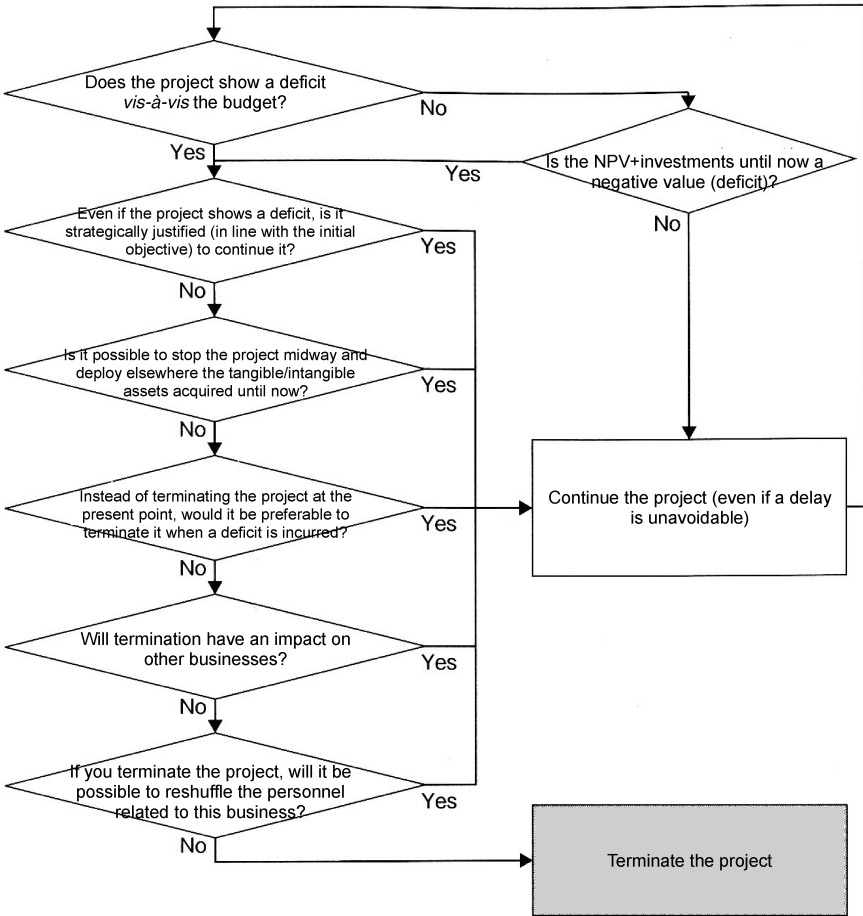 Does the project show a deficit
vis-à-vis the budget?
No
Yes
Is the NPV+investments until now a
negative value (deficit)?
Yes
No
Even if the project shows a deficit, is it
strategically justified (in line with the initial
objective) to continue it?
Yes
No
Is it possible to stop the project midway and
deploy elsewhere the tangible/intangible
assets acquired until now?
Yes
No
Instead of terminating the project at the
present point, would it be preferable to
terminate it when a deficit is incurred?
Yes
No
Continue the project (even if a delay
is unavoidable)
Will termination have an impact on
other businesses?
Yes
No
If you terminate the project, will it be
possible to reshuffle the personnel
related to this business?
Yes
No
Terminate the project